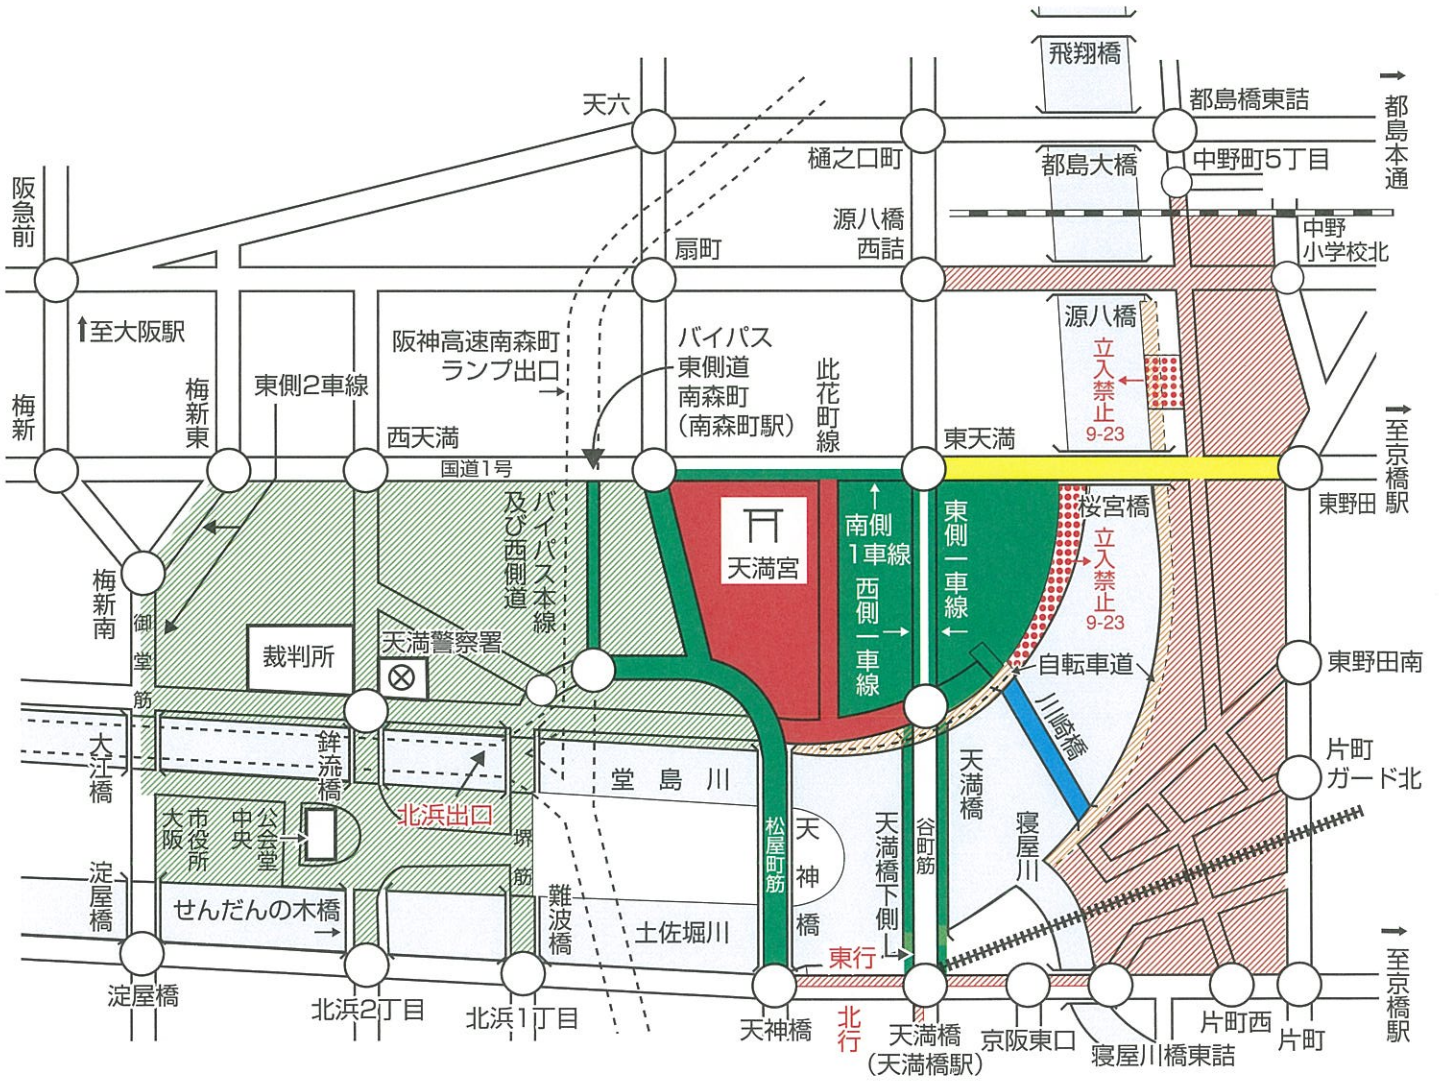 飛翔橋
天六
都島橋東詰
樋之口町
都島大橋
中野町5丁目
都島本通
阪急前
扇町
源八橋
西詰
中野
小学校北
至大阪駅
阪神高速南森町
ランプ出口
バイパス
東側道
南森町
(南森町駅)
此花町線
源八橋
立入禁止
9-23
梅新
梅新東
東側2車線
西天満
国道1号
東天満
至京橋駅
東野田
バイパス本線
及び西側道
天満宮
南側
1車線
西側一車線
東側一車線
桜宮橋
立入禁止
9-23
梅新南
御堂筋
裁判所
天満警察署
自転車道
東野田南
川崎橋
大江橋
鉾流橋
堂島川
天満橋
片町
ガード北
北浜出口
大阪
市役所
中央
公会堂
堺筋
松屋町筋
天神橋
天満橋下側
谷町筋
寝屋川
淀屋橋
せんだんの木橋
難波橋
土佐堀川
東行
淀屋橋
北浜2丁目
北浜1丁目
天神橋
北行
天満橋
(天満橋駅)
京阪東口
寝屋川橋東詰
片町西
片町
至京橋駅